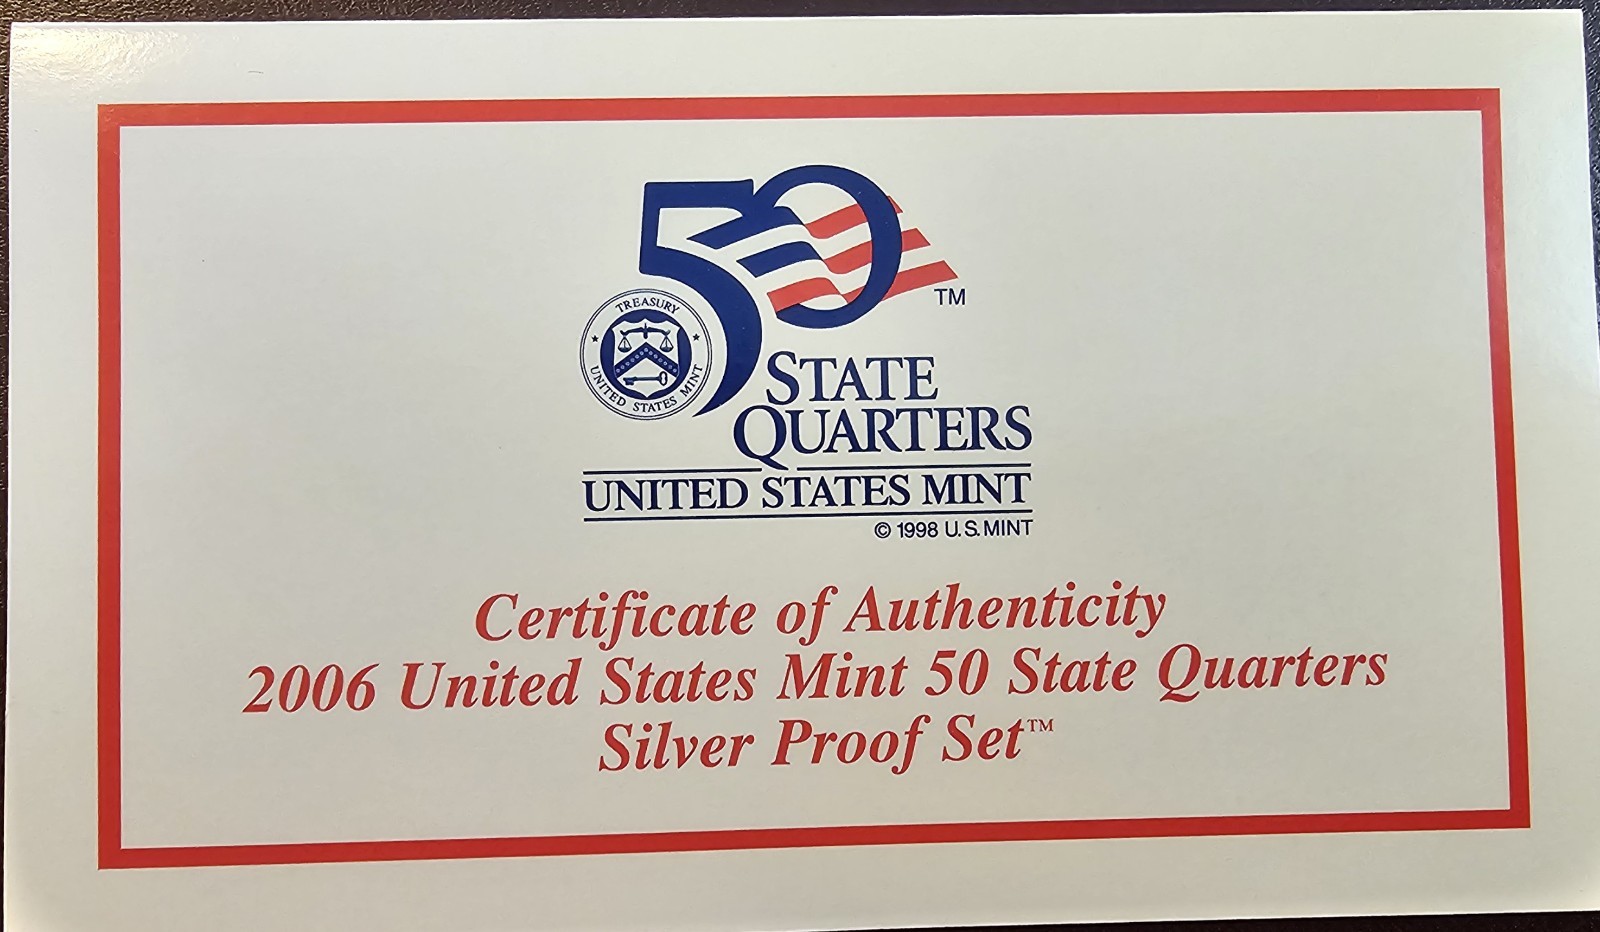 50
TM
TREASURY
UNITED STATES MINT
STATE
QUARTERS
UNITED STATES MINT
© 1998 U.S. MINT
Certificate of Authenticity
2006 United States Mint 50 State Quarters
Silver Proof Set™